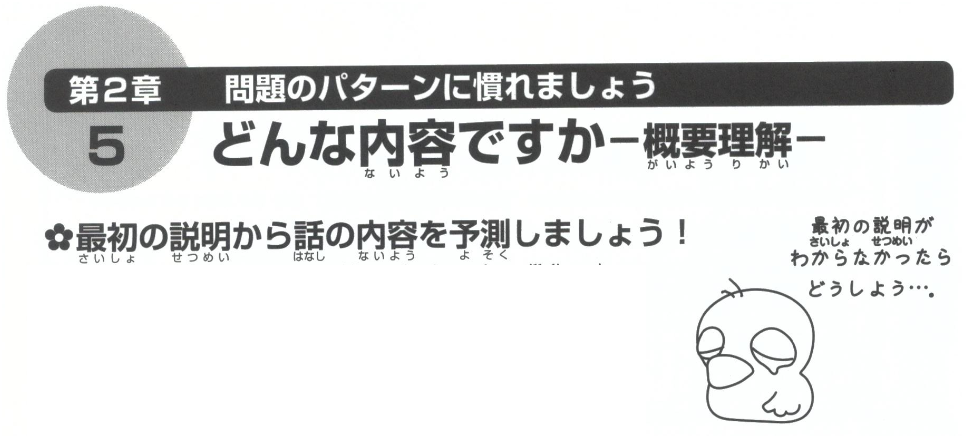 第2章　問題のパターンに慣れましょう
5　どんな内容ですか－概要理解－
ないよう　がいようりかい
✿最初の説明から話の内容を予測しましょう！
さいしょ　せつめい　はなし　ないよう　よそく
最初の説明が
さいしょ　せつめい
わからなかったら
どうしよう…。